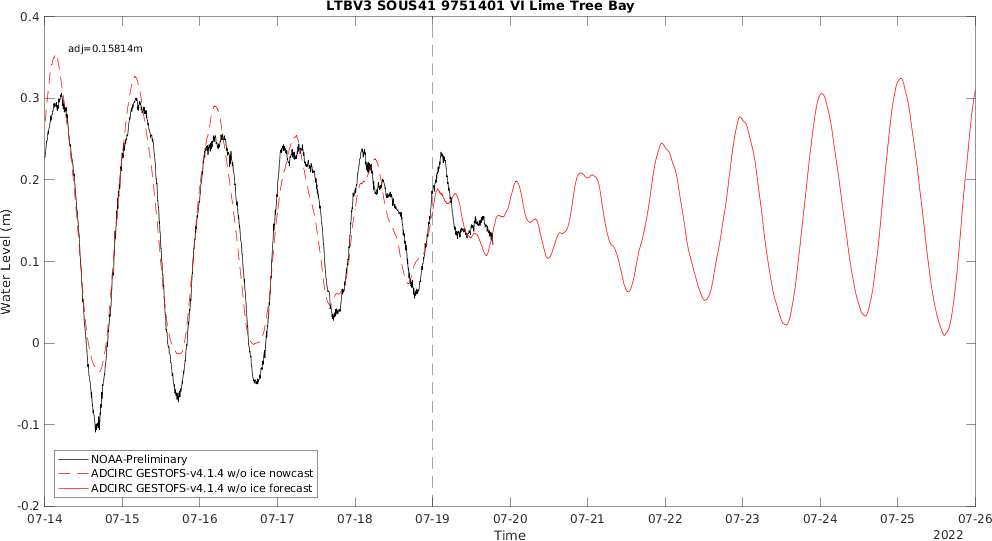 LTBV3 SOUS41 9751401 VI Lime Tree Bay
adj=0.15814m
Water Level (m)
0.4
0.3
0.2
0.1
0
-0.1
-0.2
NOAA-Preliminary
ADCIRC GESTOFS-v4.1.4 w/o ice nowcast
ADCIRC GESTOFS-v4.1.4 w/o ice forecast
07-14 07-15 07-16 07-17 07-18 07-19 07-20 07-21 07-22 07-23 07-24 07-25 07-26
Time
2022